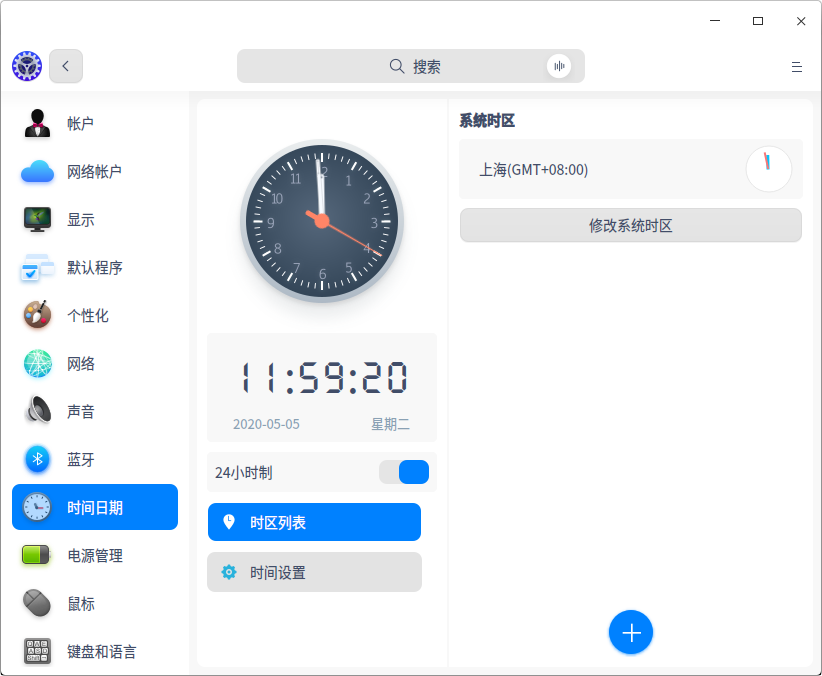 搜索
帐户
网络帐户
显示
默认程序
个性化
网络
声音
蓝牙
时间日期
电源管理
鼠标
键盘和语言
12
1
2
3
4
5
6
7
8
9
10
11
11:59:20
2020-05-05 星期二
24小时制
时区列表
时间设置
系统时区
上海(GMT+08:00)
修改系统时区